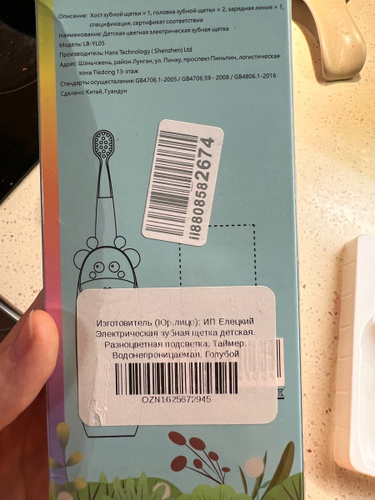 Описание: Хост зубной щетки × 1, головка зубной щетки × 2, зарядная линия × 1,
спецификация, сертификат соответствия
Наименование: Детская цветная электрическая зубная щетка
Модель: LB-YL05
Производитель: Hans Technology ( Shenzhen) Ltd
Адрес: Шэньчжэнь, район Лунган, ул. Пинху, проспект Пиньлин, логистическая
зона Tiedong 13-этаж
Стандарты осуществления: GB4706.1-2005 / GB4706.59 - 2008 / GB4806.1-2016
Сделано: Китай, Гуандун
ii8808582674
Изготовитель (Юр.лицо): ИП Елецкий
Электрическая зубная щетка детская.
Разноцветная подсветка, Таймер.
Водонепроницаемая. Голубой
OZN1625672945